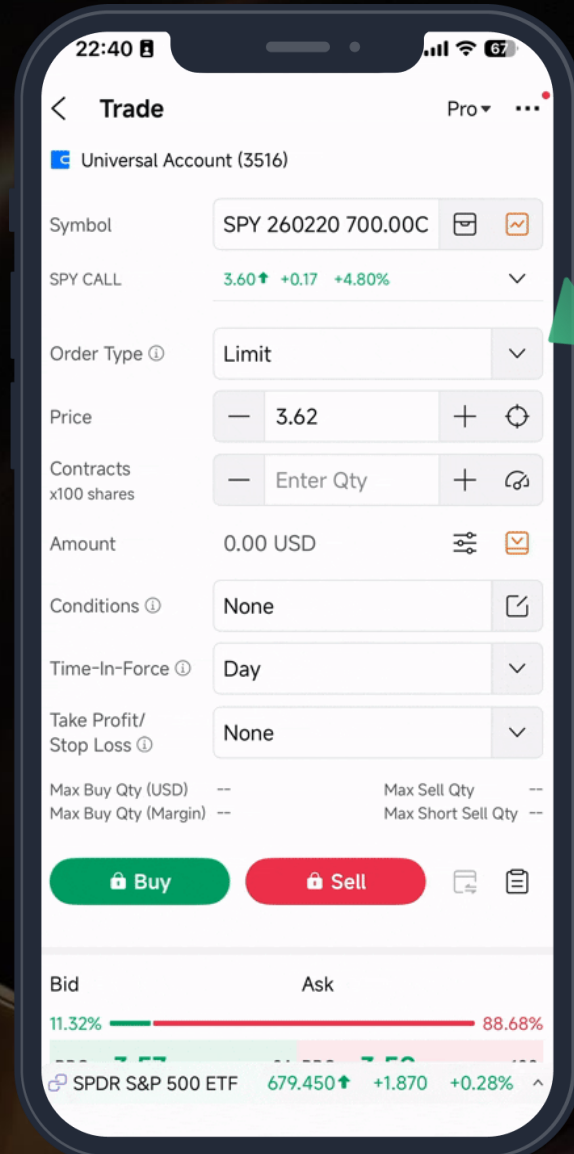 22:40
67
Trade
Pro
Universal Account (3516)
Symbol
SPY 260220 700.00C
SPY CALL
3.60 +0.17 +4.80%
Order Type
Limit
Price
3.62
Contracts
x100 shares
Enter Qty
Amount
0.00 USD
Conditions
None
Time-In-Force
Day
Take Profit/
Stop Loss
None
Max Buy Qty (USD) --
Max Sell Qty --
Max Buy Qty (Margin) --
Max Short Sell Qty --
Buy
Sell
Bid
Ask
11.32%
88.68%
SPDR S&P 500 ETF 679.450 +1.870 +0.28%